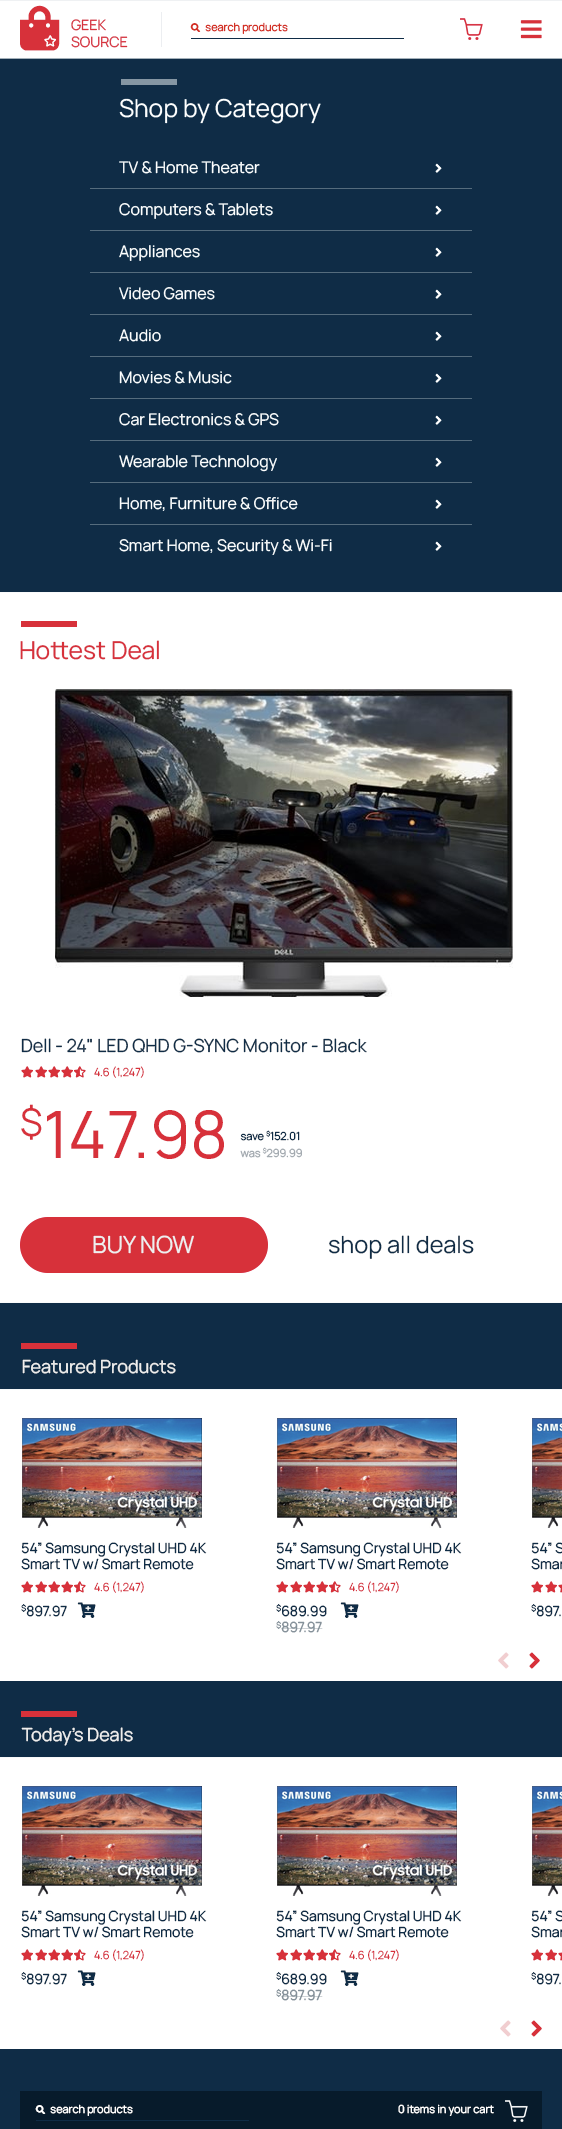 GEEK
SOURCE
search products
Shop by Category
TV & Home Theater
Computers & Tablets
Appliances
Video Games
Audio
Movies & Music
Car Electronics & GPS
Wearable Technology
Home, Furniture & Office
Smart Home, Security & Wi-Fi
Hottest Deal
DELL
Dell - 24" LED QHD G-SYNC Monitor - Black
4.6 (1,247)
$147.98
save $152.01
was $299.99
BUY NOW
shop all deals
Featured Products
SAMSUNG
Crystal UHD
54” Samsung Crystal UHD 4K
Smart TV w/ Smart Remote
4.6 (1,247)
$897.97
SAMSUNG
Crystal UHD
54” Samsung Crystal UHD 4K
Smart TV w/ Smart Remote
4.6 (1,247)
$689.99
$897.97
SAMS
54” S
Smar
$897.
Today’s Deals
SAMSUNG
Crystal UHD
54” Samsung Crystal UHD 4K
Smart TV w/ Smart Remote
4.6 (1,247)
$897.97
SAMSUNG
Crystal UHD
54” Samsung Crystal UHD 4K
Smart TV w/ Smart Remote
4.6 (1,247)
$689.99
$897.97
SAMS
54” S
Smar
$897.
search products
0 items in your cart